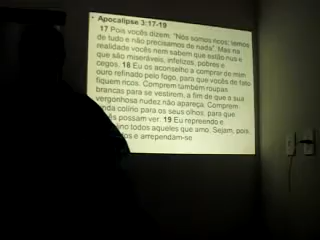 • Apocalipse 3:17-19
17 Pois vocês dizem: "Nós somos ricos, temos
de tudo e não precisamos de nada". Mas na
realidade vocês nem sabem que estão nus e
que são miseráveis, infelizes, pobres e
cegos. 18 Eu os aconselho a comprar de mim
ouro refinado pelo fogo, para que vocês de fato
fiquem ricos. Comprem também roupas
brancas para se vestirem, a fim de que a sua
vergonhosa nudez não apareça. Comprem
ainda colírio para os seus olhos, para que
possam ver. 19 Eu repreendo e
todos aqueles que amo. Sejam, pois,
e arrependam-se